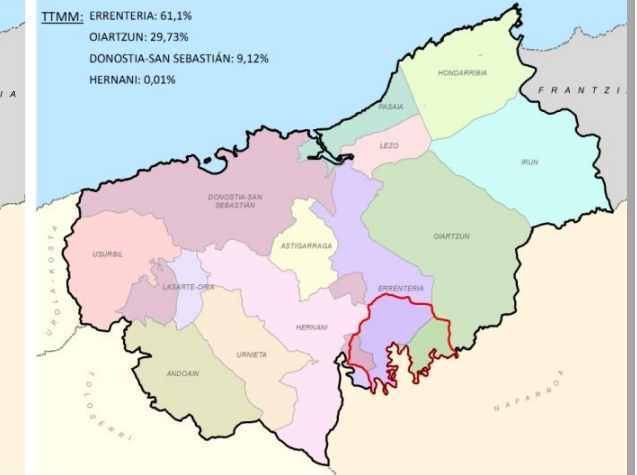 TTMM: ERRENTERIA: 61,1%
OIARTZUN: 29,73%
DONOSTIA-SAN SEBASTIÁN: 9,12%
HERNANI: 0,01%
HONDARRIBIA
I A
FRANTZI
PASAIA
LEZO
IRUN
DONOSTIA-SAN
SEBASTIÁN
ASTIGARRAGA
OIARTZUN
USURBIL
UROLA-KOSTA
LASARTE-ORIA
ERRENTERIA
HERNANI
URNIETA
ANDOAIN
TOLOSERRI
NAFARROA